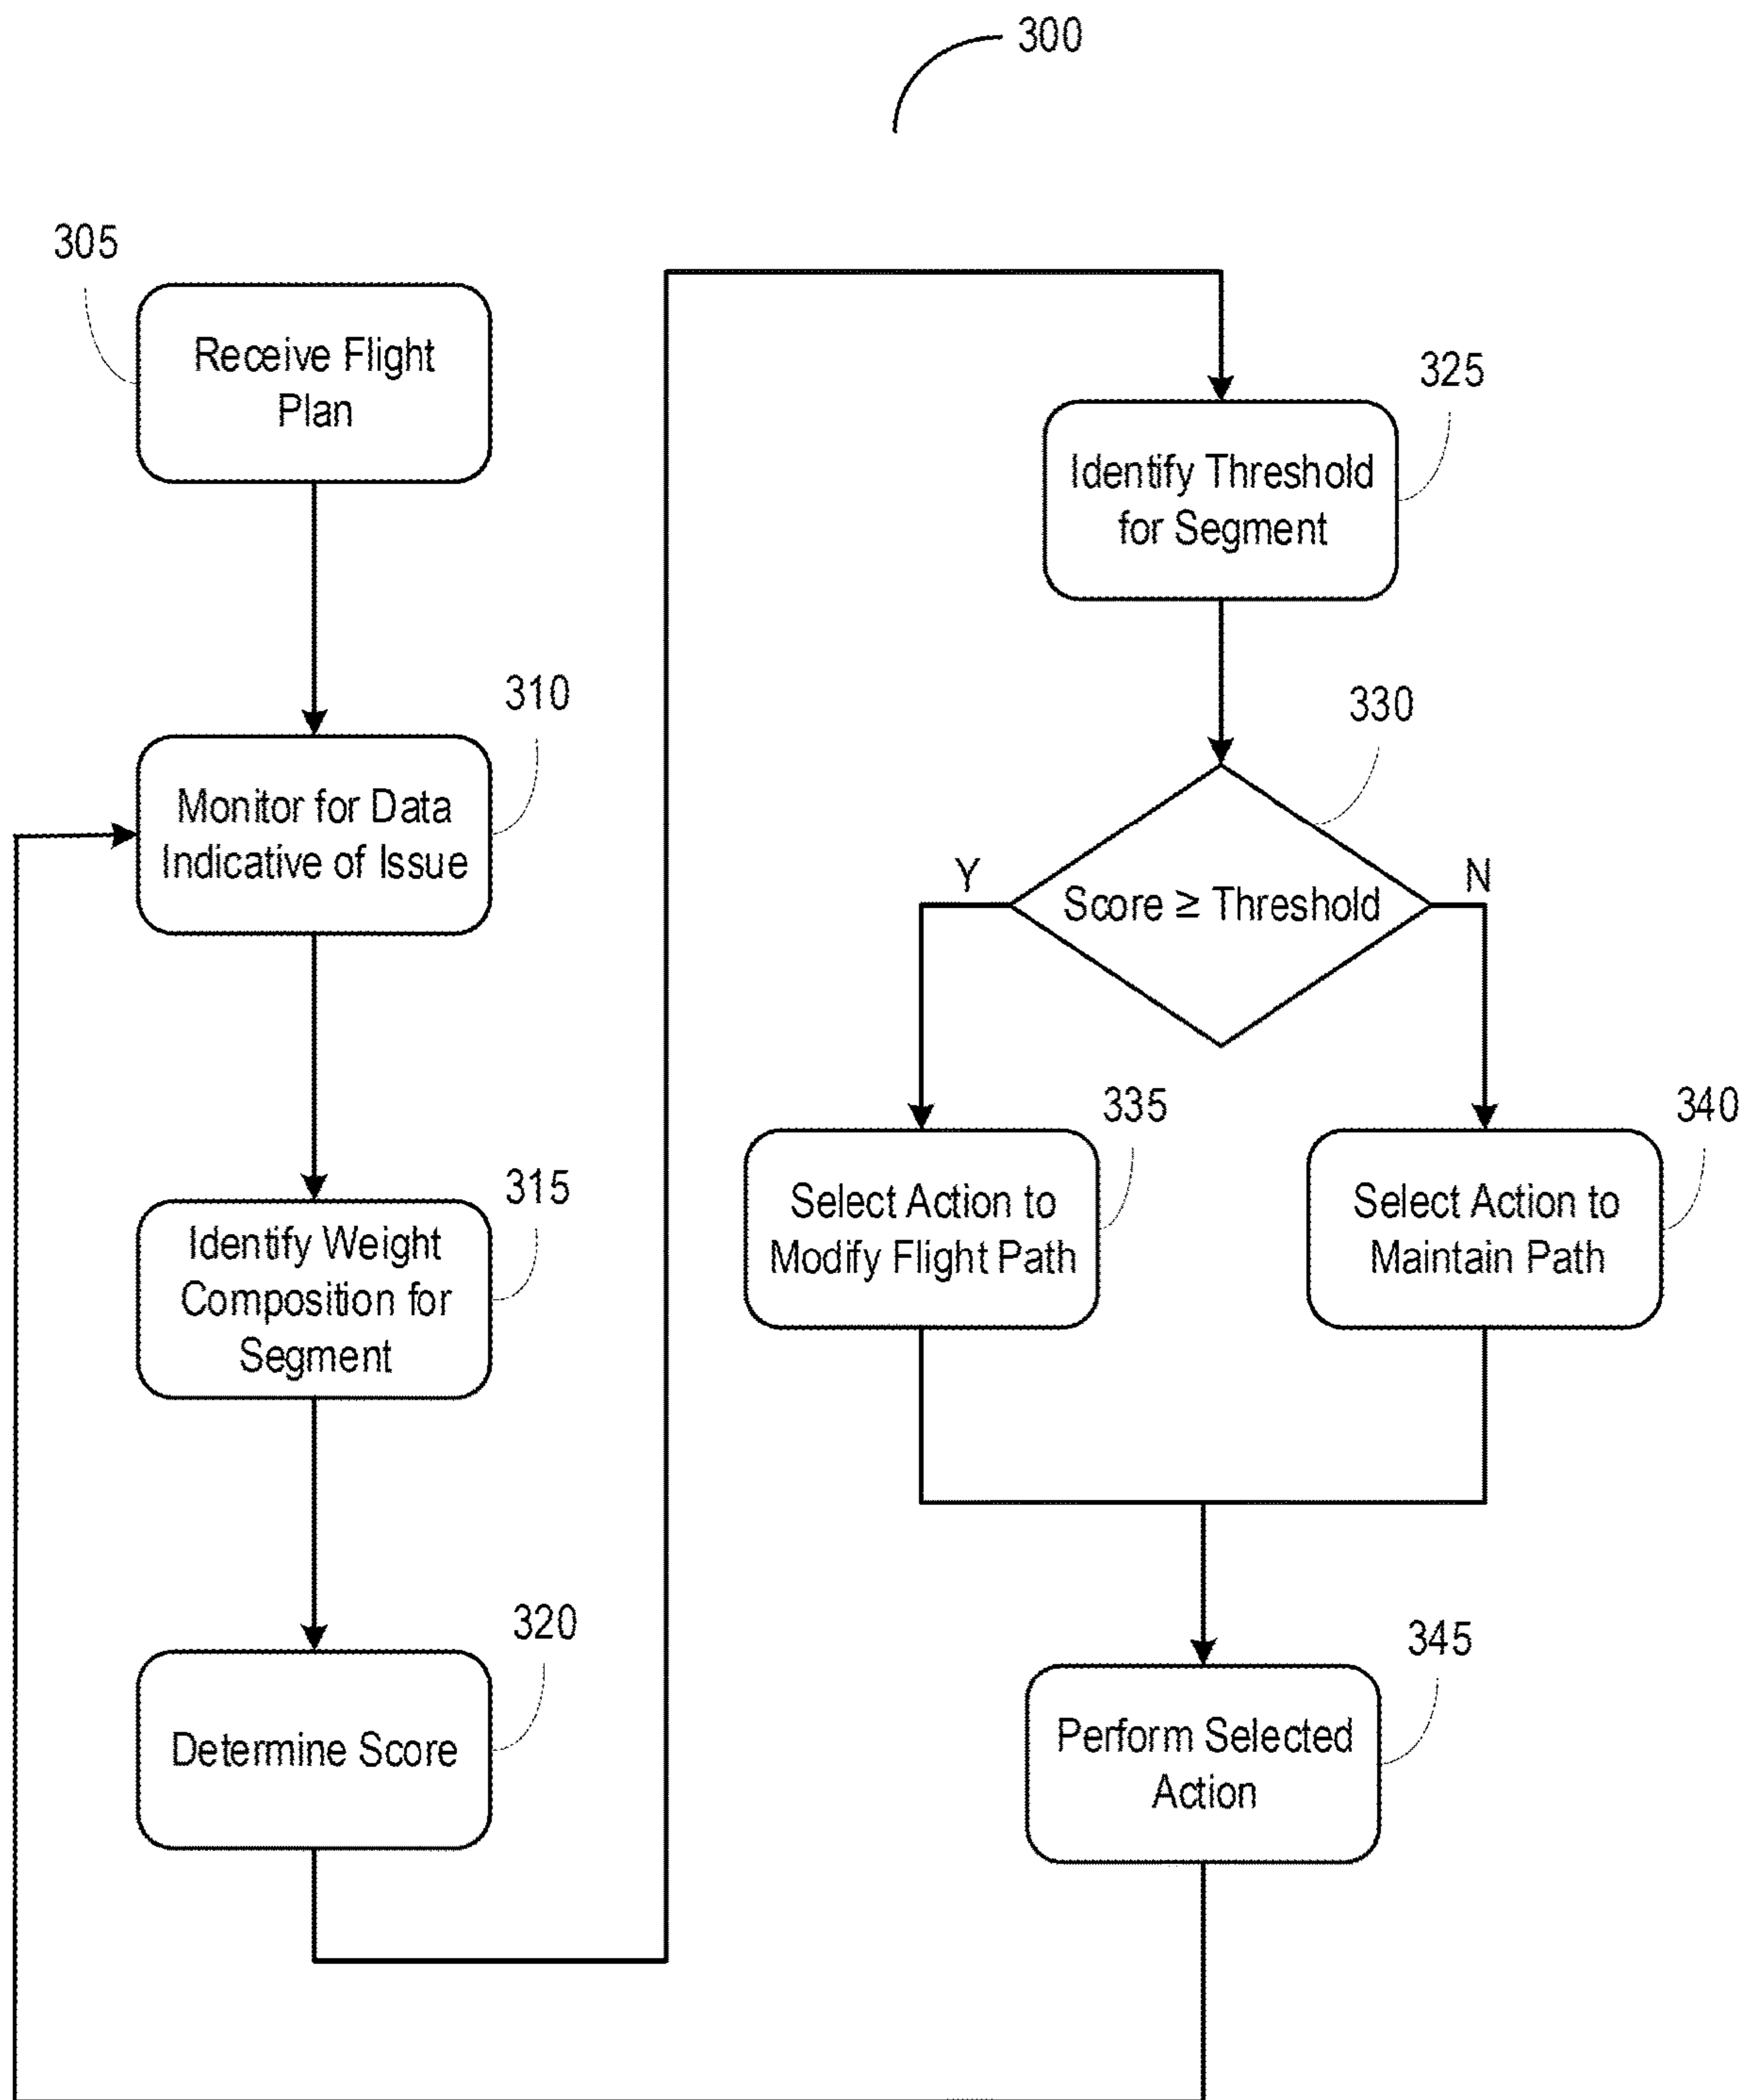 300
305
Receive Flight
Plan
310
Monitor for Data
Indicative of Issue
315
Identify Weight
Composition for
Segment
320
Determine Score
325
Identify Threshold
for Segment
330
Y
Score ≥ Threshold
N
335
Select Action to
Modify Flight Path
340
Select Action to
Maintain Path
345
Perform Selected
Action